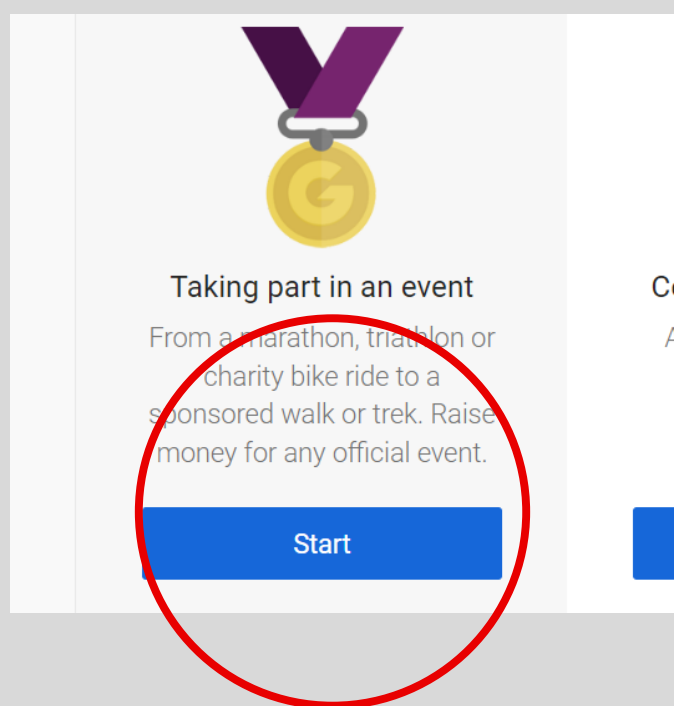 G
Taking part in an event
From a marathon, triathlon or
charity bike ride to a
sponsored walk or trek. Raise
money for any official event.
Start